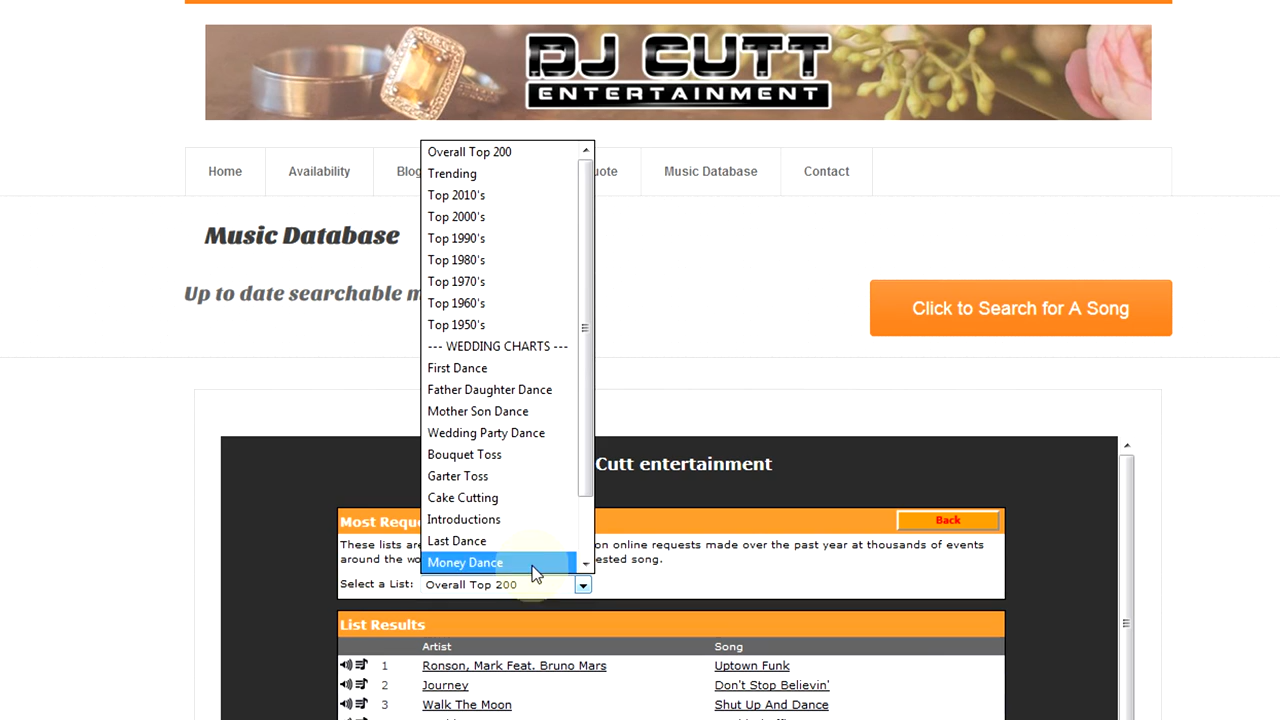 DJ CUTT
ENTERTAINMENT
Home
Availability
Blog
Music Database
Contact
Music Database
Up to date searchable
Click to Search for A Song
Overall Top 200
Trending
Top 2010's
Top 2000's
Top 1990's
Top 1980's
Top 1970's
Top 1960's
Top 1950's
--- WEDDING CHARTS ---
First Dance
Father Daughter Dance
Mother Son Dance
Wedding Party Dance
Bouquet Toss
Garter Toss
Cake Cutting
Introductions
Last Dance
Money Dance
Cutt entertainment
Most Reque
Back
These lists are on online requests made over the past year at thousands of events
around the wo ested song.
Select a List: Overall Top 200
List Results
Artist Song
1 Ronson, Mark Feat. Bruno Mars Uptown Funk
2 Journey Don't Stop Believin'
3 Walk The Moon Shut Up And Dance